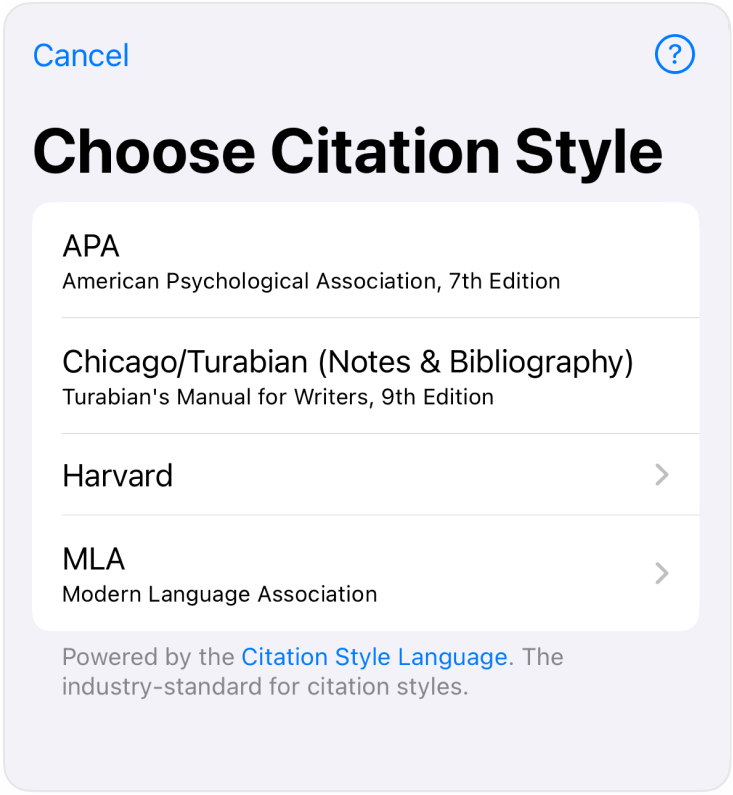 Cancel
?
Choose Citation Style
APA
American Psychological Association, 7th Edition
Chicago/Turabian (Notes & Bibliography)
Turabian's Manual for Writers, 9th Edition
Harvard
MLA
Modern Language Association
Powered by the Citation Style Language. The
industry-standard for citation styles.